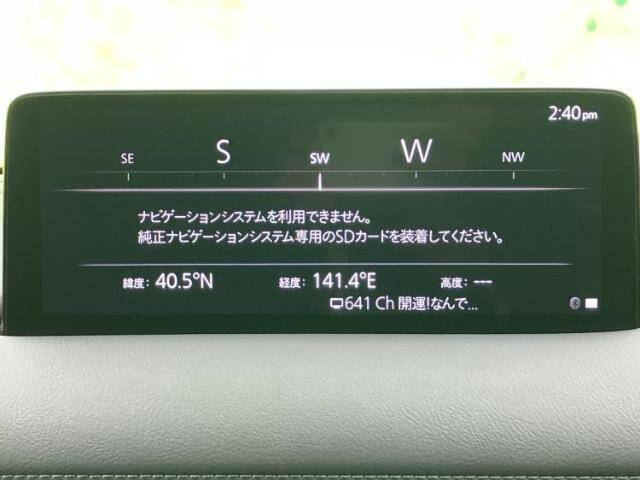 2:40pm
SE S SW W NW
ナビゲーションシステムを利用できません。
純正ナビゲーションシステム専用のSDカードを装着してください。
緯度: 40.5°N 経度: 141.4°E 高度: ---
641 Ch 開運!なんで...